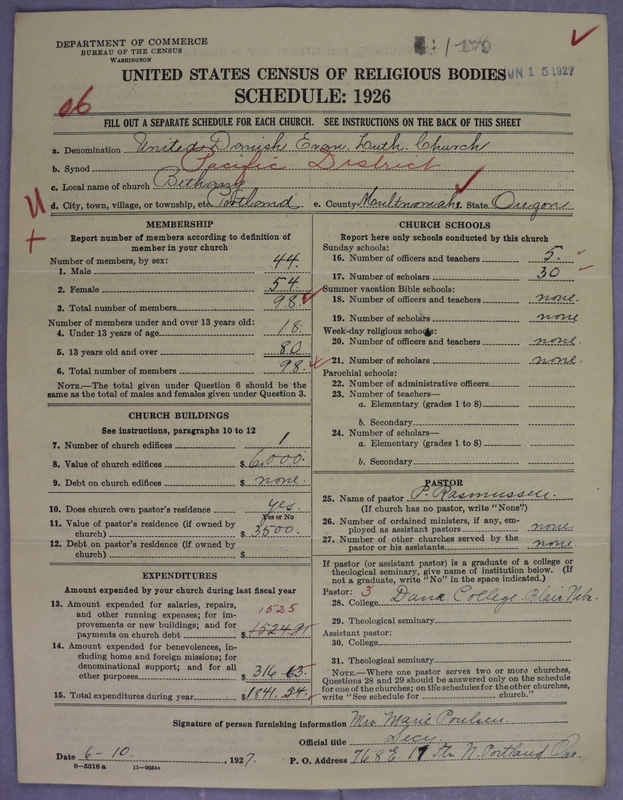 DEPARTMENT OF COMMERCE
BUREAU OF THE CENSUS
WASHINGTON
UNITED STATES CENSUS OF RELIGIOUS BODIES
JUN 15 1927
SCHEDULE: 1926
FILL OUT A SEPARATE SCHEDULE FOR EACH CHURCH. SEE INSTRUCTIONS ON THE BACK OF THIS SHEET
a. Denomination United Danish Evan. Luth. Church
b. Synod Pacific District
c. Local name of church Bethany
d. City, town, village, or township, etc. Portland e. County Moultnomah f. State Oregon
MEMBERSHIP
Report number of members according to definition of
member in your church
Number of members, by sex:
1. Male 44.
2. Female 54.
3. Total number of members 98.
Number of members under and over 13 years old:
4. Under 13 years of age 18.
5. 13 years old and over 80
6. Total number of members 98.
NOTE.—The total given under Question 6 should be the
same as the total of males and females given under Question 3.
CHURCH BUILDINGS
See instructions, paragraphs 10 to 12
7. Number of church edifices 1
8. Value of church edifices $6,000.
9. Debt on church edifices $ none.
10. Does church own pastor's residence yes.
Yes or No
11. Value of pastor's residence (if owned by
church) $3500.
12. Debt on pastor's residence (if owned by
church) $
EXPENDITURES
Amount expended by your church during last fiscal year
13. Amount expended for salaries, repairs,
and other running expenses; for im-
provements or new buildings; and for
payments on church debt 1525
14. Amount expended for benevolences, in-
cluding home and foreign missions; for
denominational support; and for all
other purposes $ 316.63.
15. Total expenditures during year $1841.54.
CHURCH SCHOOLS
Report here only schools conducted by this church
Sunday schools:
16. Number of officers and teachers 5.
17. Number of scholars 30
Summer vacation Bible schools:
18. Number of officers and teachers none.
19. Number of scholars none
Week-day religious schools:
20. Number of officers and teachers none.
21. Number of scholars none.
Parochial schools:
22. Number of administrative officers
23. Number of teachers—
a. Elementary (grades 1 to 8)
b. Secondary
24. Number of scholars—
a. Elementary (grades 1 to 8)
b. Secondary
PASTOR
25. Name of pastor P. Rasmussen.
(If church has no pastor, write "None")
26. Number of ordained ministers, if any, em-
ployed as assistant pastors none.
27. Number of other churches served by the
pastor or his assistants none.
If pastor (or assistant pastor) is a graduate of a college or
theological seminary, give name of institution below. (If
not a graduate, write "No" in the space indicated.)
Pastor: 3
28. College Dana College. Blair Nebr.
29. Theological seminary
Assistant pastor:
30. College
31. Theological seminary
NOTE.—Where one pastor serves two or more churches,
Questions 28 and 29 should be answered only on the schedule
for one of the churches; on the schedules for the other churches,
write "See schedule for church."
Signature of person furnishing information Mrs. Marie Poulsen
Official title Secy.
Date 6-10, 1927. P. O. Address 768 E. 17 N. Portland Ore.
8-5518a